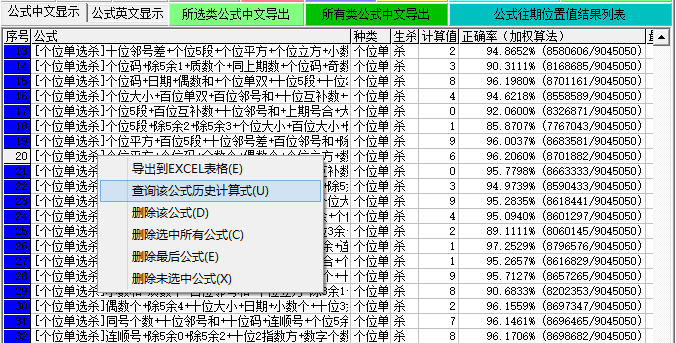 公式中文显示 公式英文显示 所选类公式中文导出 所有类公式中文导出 公式往期位置值结果列表
序号 公式 种类 生杀 计算值 正确率（加权算法）
13 [个位单选杀]十位邻号差+个位5段+个位平方+个位立方+小数 个位单 杀 2 94.8652% (8580606/9045050)
14 [个位单选杀]个位码+除5余1+质数个+同上期数+个位码+奇数 个位单 杀 3 90.3111% (8168685/9045050)
15 [个位单选杀]个位码+日期+偶数和+个位单双+十位5段+十位2 个位单 杀 8 96.1980% (8701161/9045050)
16 [个位单选杀]个位大小+百位单双+百位邻号和+十位互补数+ 个位单 杀 4 94.6218% (8558589/9045050)
17 [个位单选杀]个位5段+百位互补数+十位邻号和+上期号合+大 个位单 杀 0 92.0600% (8326871/9045050)
18 [个位单选杀]个位5段+除5余2+除5余3+个位大小+百位大小+ 个位单 杀 1 85.8707% (7767043/9045050)
19 [个位单选杀]百位平方+十位邻号差+百位邻号和+除 个位单 杀 9 96.0037% (8683581/9045050)
20 [个位单选杀] 个位单 杀 6 96.2060% (8701882/9045050)
21 [个位单选杀 个位单 杀 0 95.7798% (8663333/9045050)
22 [个位单选杀 个位单 杀 3 94.9739% (8590433/9045050)
[个位单选杀 个位单 杀 9 95.2835% (8618441/9045050)
24 [个位单选杀 个位单 杀 4 95.0940% (8601297/9045050)
[个位单选杀 个位单 杀 2 89.1111% (8060145/9045050)
[个位单选杀 个位单 杀 1 97.2529% (8796576/9045050)
[个位单选杀 个位单 杀 1 95.2657% (8616829/9045050)
28 [个位单选杀 个位单 杀 9 95.7127% (8657265/9045050)
29 [个位单选杀] 个位单 杀 8 90.6833% (8202353/9045050)
30 [个位单选杀]偶数个+除5余4+十位大小+日期+小数个+十位3 个位单 杀 2 96.1559% (8697347/9045050)
31 [个位单选杀]同号个数+十位邻号和+十位码+连顺号+个位5段 个位单 杀 7 96.1461% (8696465/9045050)
32 [个位单选杀]连顺号+除5余0+除5余2+十位2指数方+数字个数 个位单 杀 8 96.1706% (8698682/9045050)
导出到EXCEL表格(E)
查询该公式历史计算式(U)
删除该公式(D)
删除选中所有公式(C)
删除最后公式(E)
删除未选中公式(X)